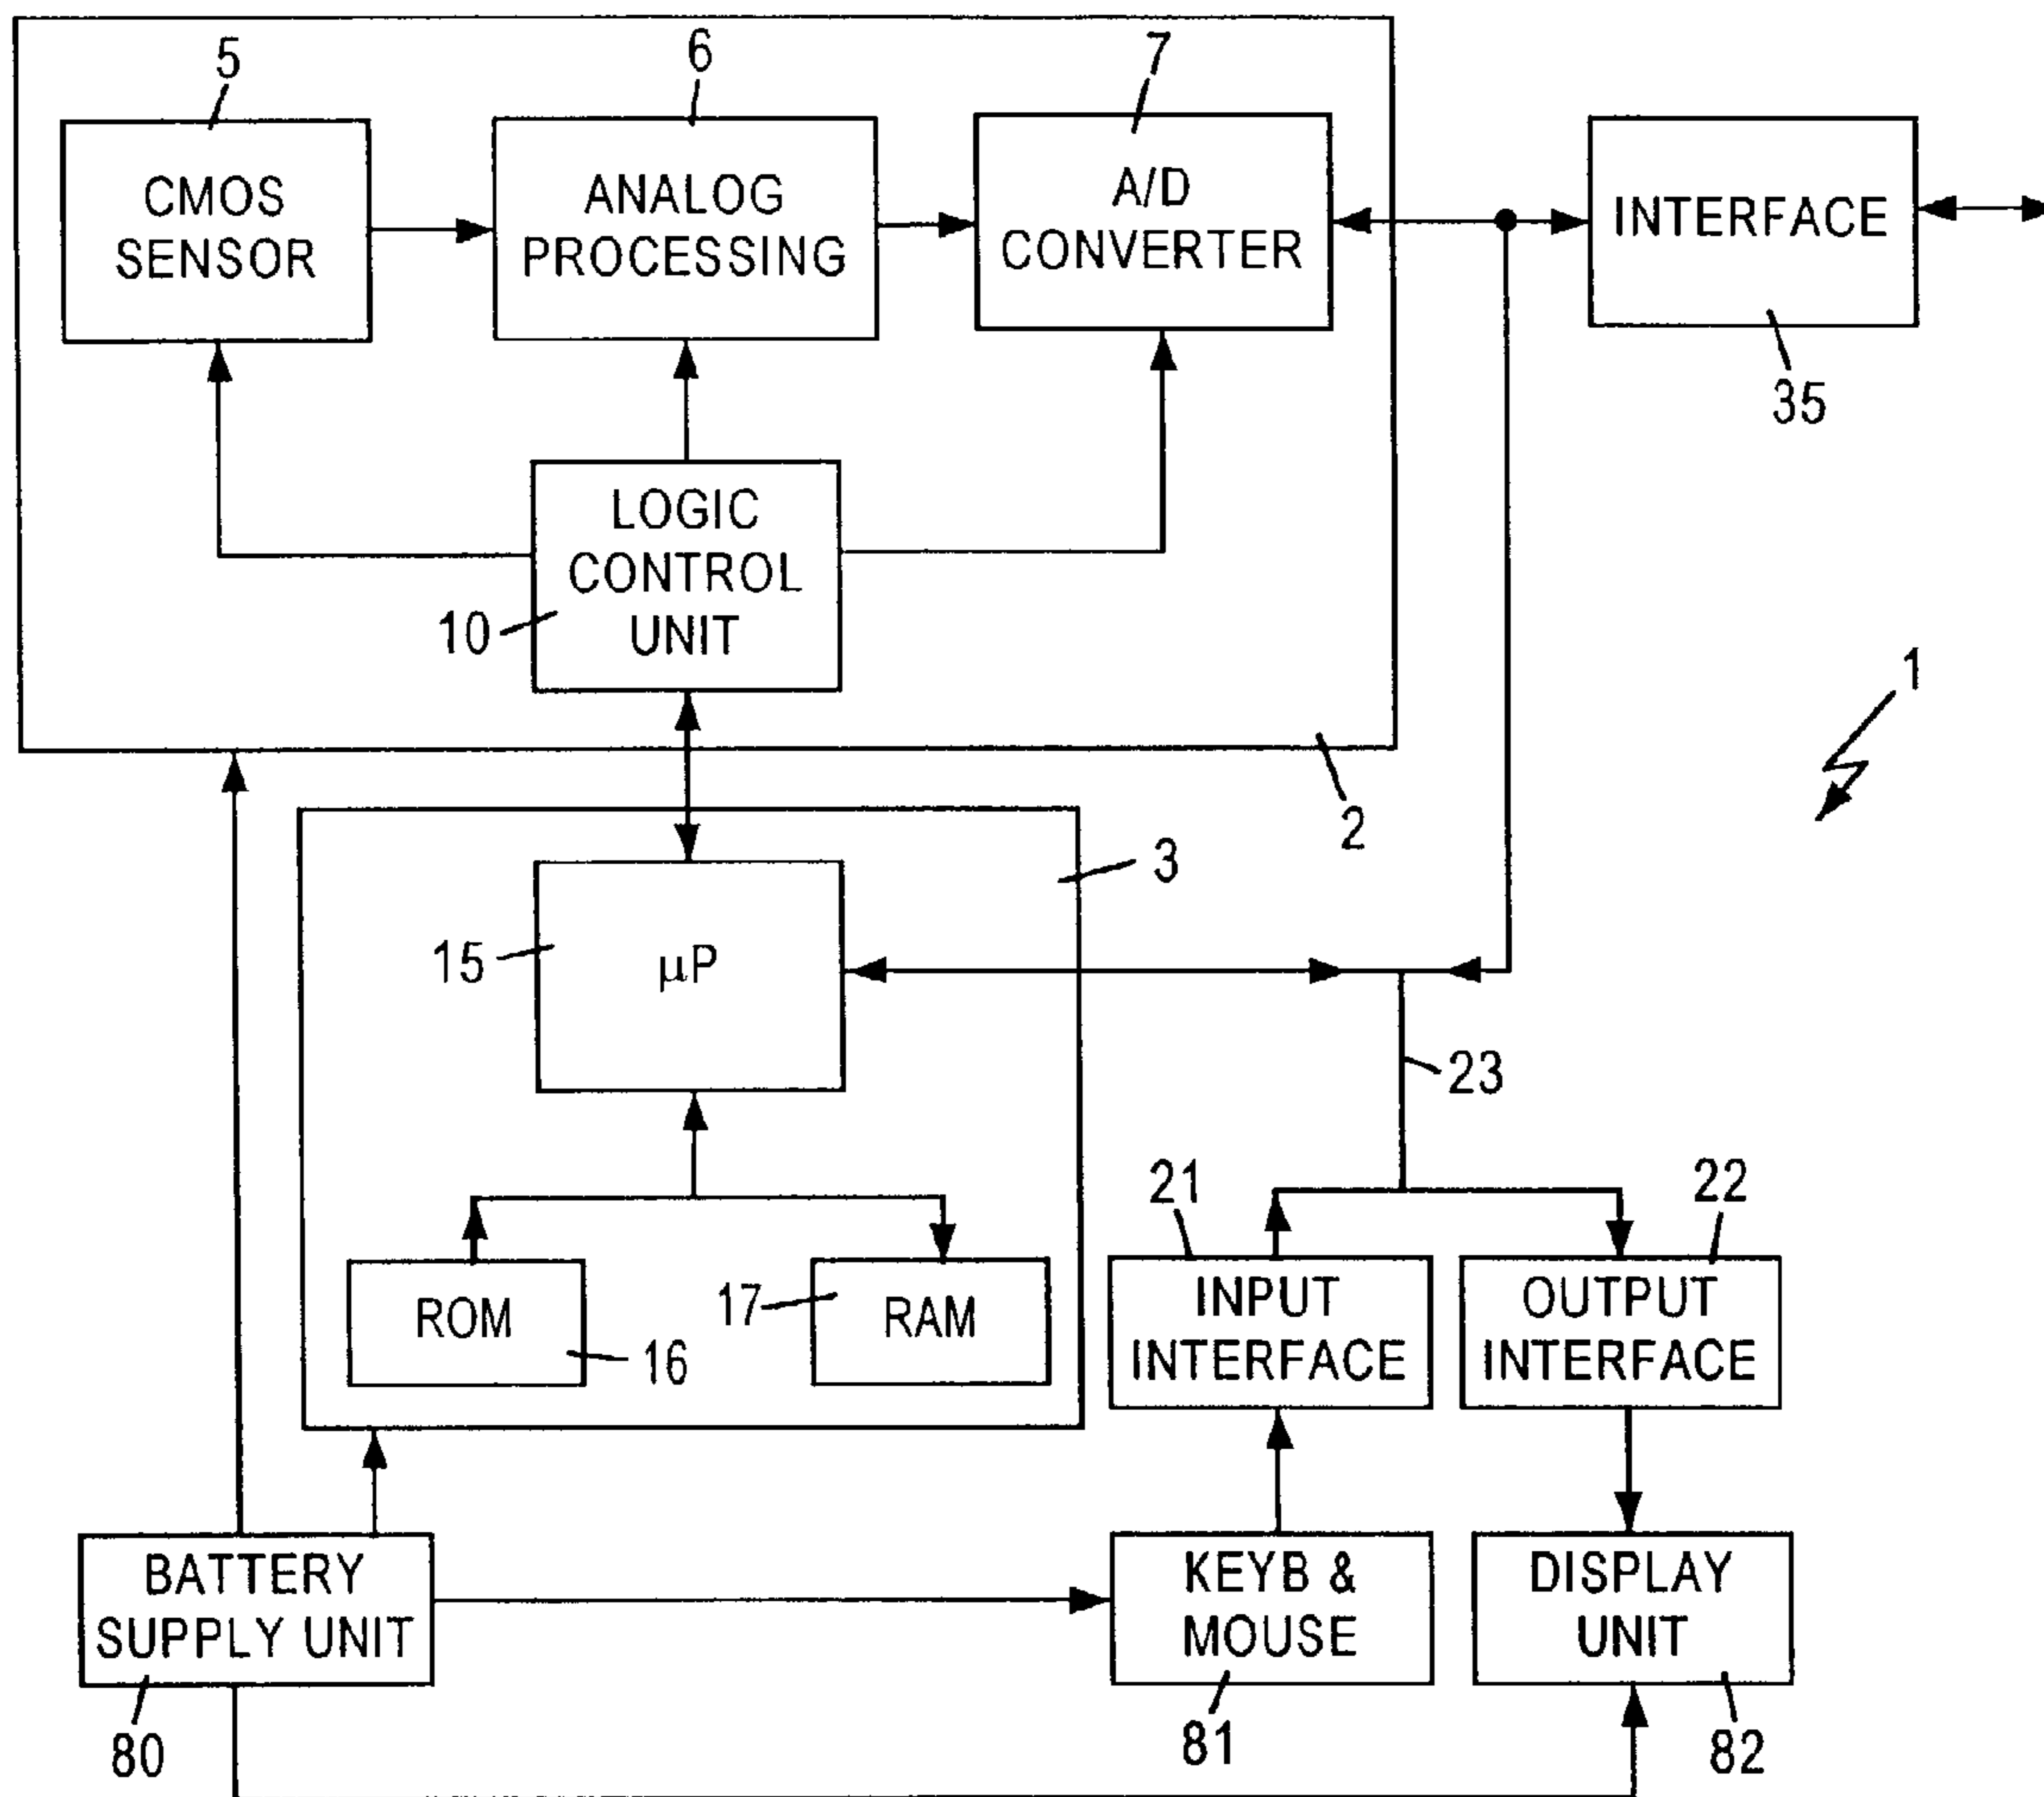 5
6
7
CMOS
SENSOR
ANALOG
PROCESSING
A/D
CONVERTER
INTERFACE
35
LOGIC
CONTROL
UNIT
10
1
2
3
15
µP
23
21
22
ROM
16
17
RAM
INPUT
INTERFACE
OUTPUT
INTERFACE
BATTERY
SUPPLY UNIT
KEYB &
MOUSE
DISPLAY
UNIT
80
81
82